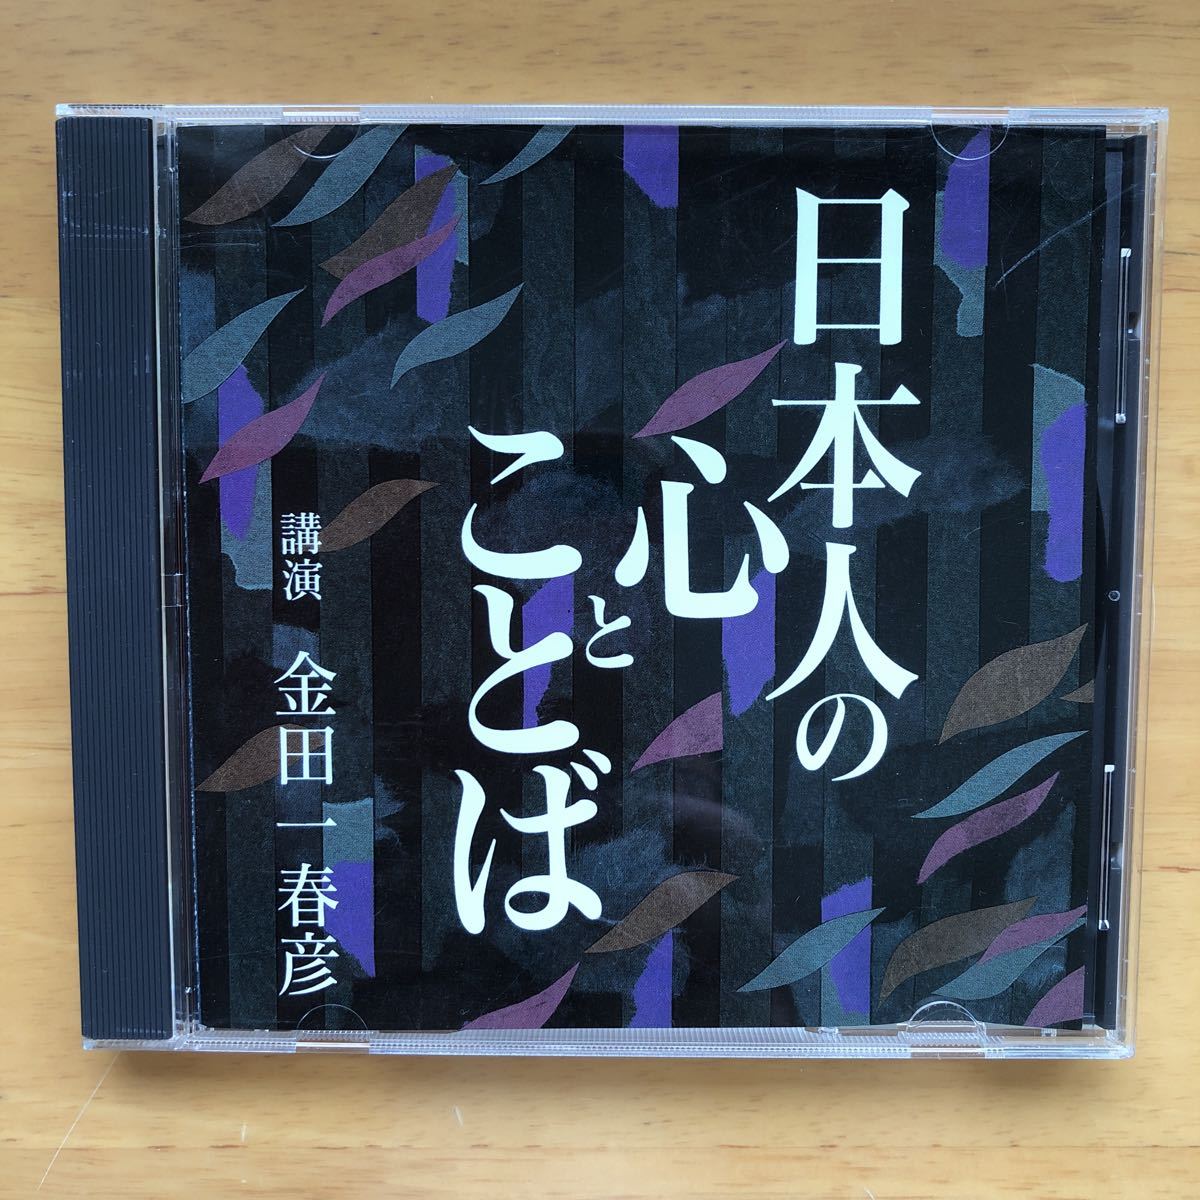 日本人の
心と
ことば
講演 金田一春彦